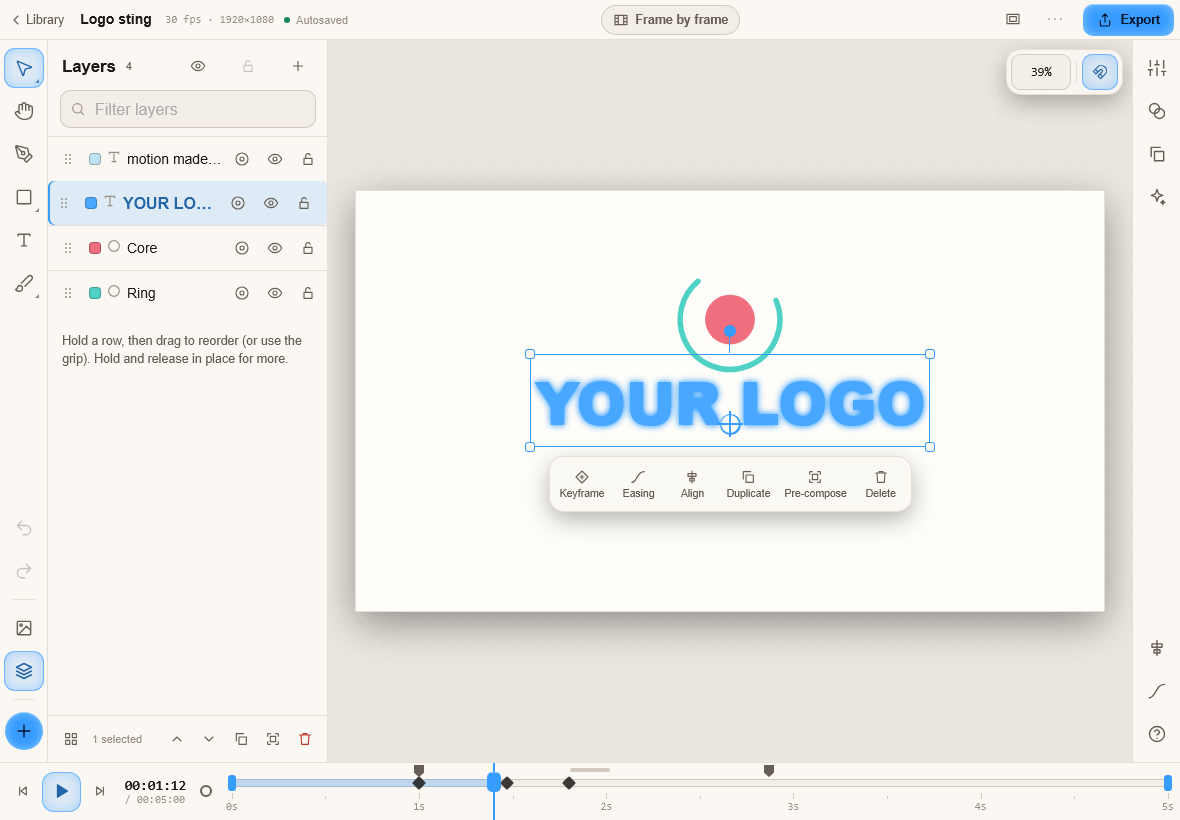 Library
Logo sting
30 fps · 1920×1080
Autosaved
Frame by frame
Export
Layers 4
Filter layers
motion made…
YOUR LO…
Core
Ring
Hold a row, then drag to reorder (or use the
grip). Hold and release in place for more.
1 selected
39%
YOUR LOGO
Keyframe
Easing
Align
Duplicate
Pre-compose
Delete
00:01:12
/ 00:05:00
0s
1s
2s
3s
4s
5s